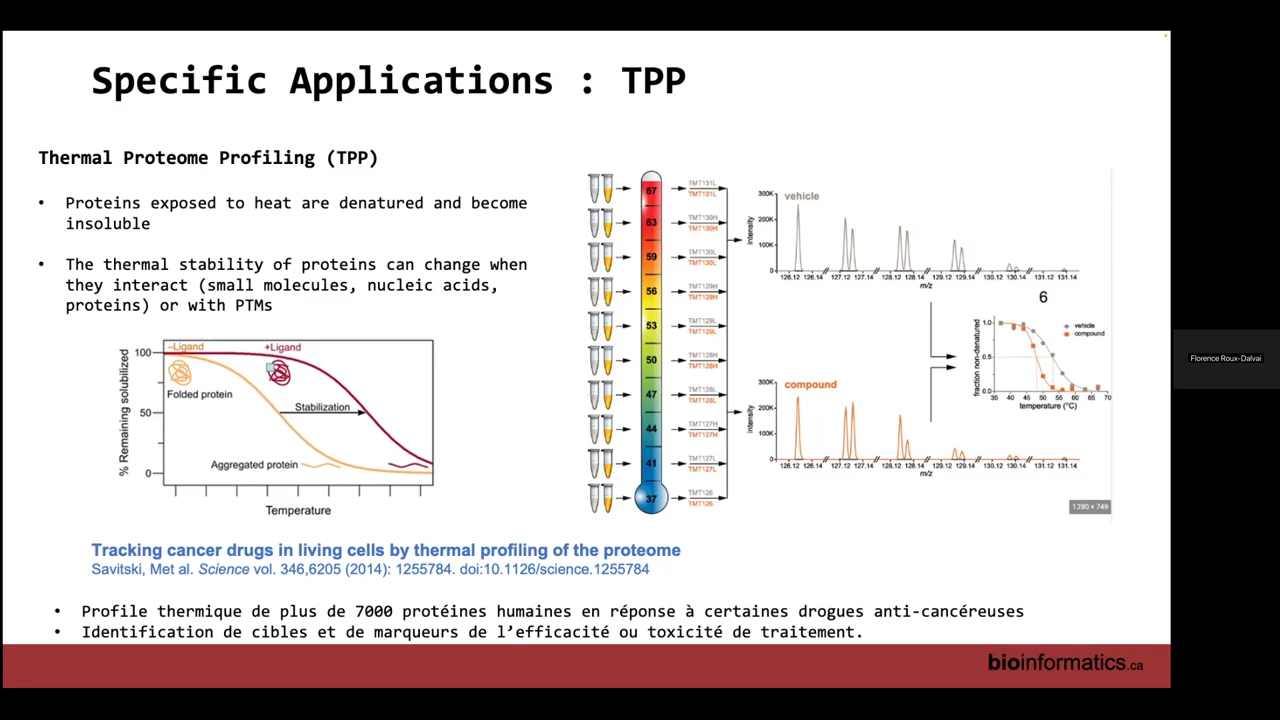 Specific Applications : TPP
Thermal Proteome Profiling (TPP)
• Proteins exposed to heat are denatured and become
insoluble
• The thermal stability of proteins can change when
they interact (small molecules, nucleic acids,
proteins) or with PTMs
% Remaining solubilized
100
50
0
–Ligand
+Ligand
Folded protein
Stabilization
Aggregated protein
Temperature
67
63
59
56
53
50
47
44
41
37
TMT131L
TMT131L
TMT130H
TMT130H
TMT130L
TMT130L
TMT129H
TMT129H
TMT129L
TMT129L
TMT128H
TMT128H
TMT128L
TMT128L
TMT127H
TMT127H
TMT127L
TMT127L
TMT126
TMT126
vehicle
intensity
300K
200K
100K
0
126.12 126.14 127.12 127.14 128.12 128.14 129.12 129.14 130.12 130.14 131.12 131.14
m/z
compound
intensity
300K
200K
100K
0
126.12 126.14 127.12 127.14 128.12 128.14 129.12 129.14 130.12 130.14 131.12 131.14
m/z
6
fraction non-denatured
1.0
0.5
0.0
vehicle
compound
35 40 45 50 55 60 65 70
temperature (°C)
1 280 × 749
Florence Roux-Dalvai
Tracking cancer drugs in living cells by thermal profiling of the proteome
Savitski, Met al. Science vol. 346,6205 (2014): 1255784. doi:10.1126/science.1255784
• Profile thermique de plus de 7000 protéines humaines en réponse à certaines drogues anti-cancéreuses
• Identification de cibles et de marqueurs de l’efficacité ou toxicité de traitement.
bioinformatics.ca